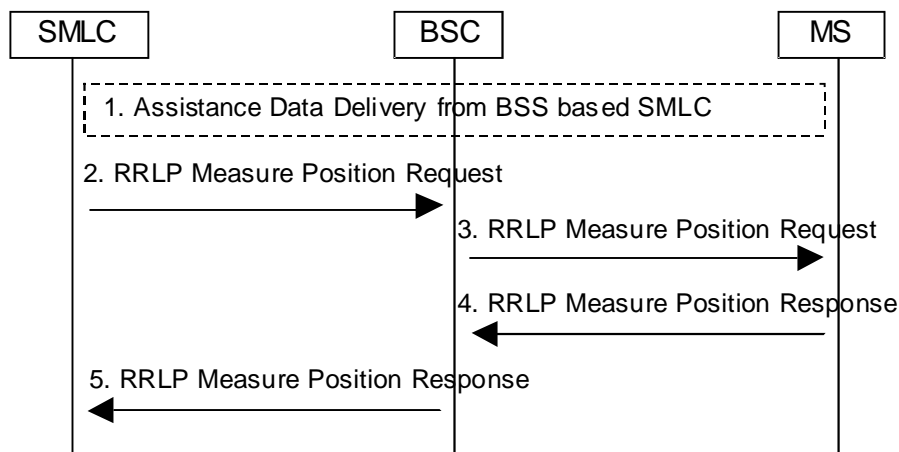 SMLC
BSC
MS
1. Assistance Data Delivery from BSS based SMLC
2. RRLP Measure Position Request
3. RRLP Measure Position Request
4. RRLP Measure Position Response
5. RRLP Measure Position Response